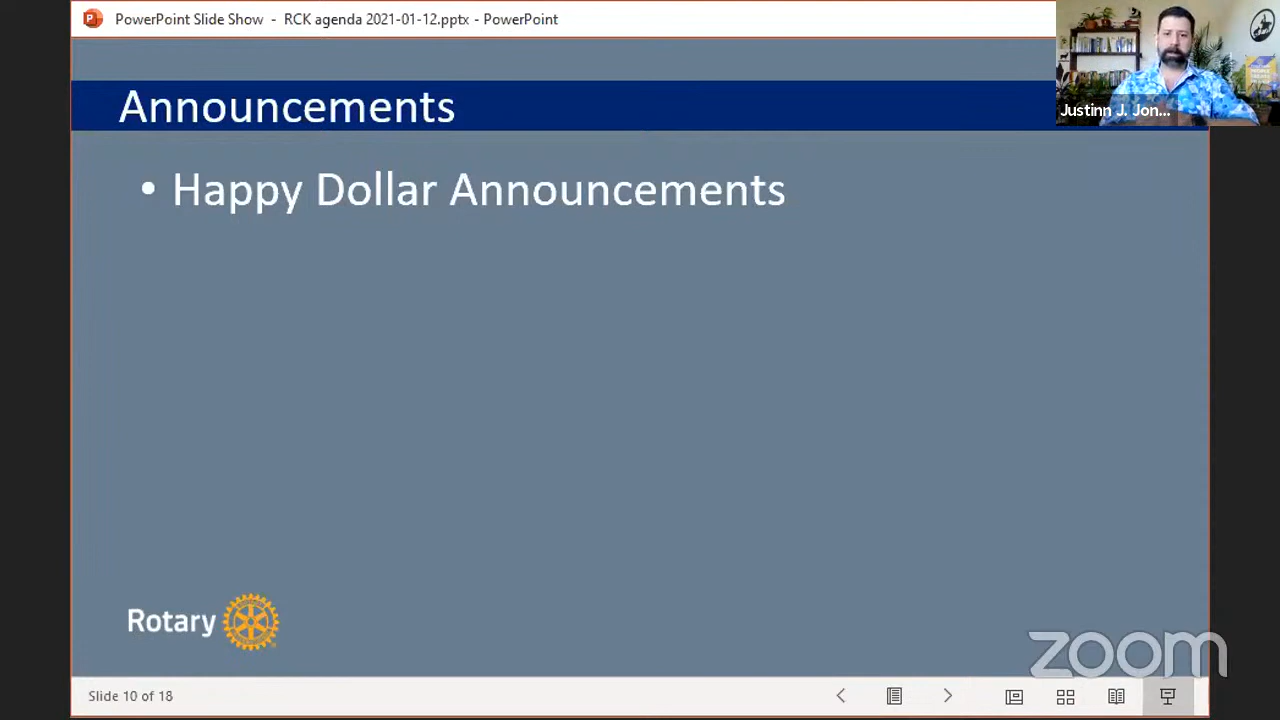 PowerPoint Slide Show - RCK agenda 2021-01-12.pptx - PowerPoint
Justinn J. Jon...
Announcements
• Happy Dollar Announcements
Rotary
zoom
Slide 10 of 18